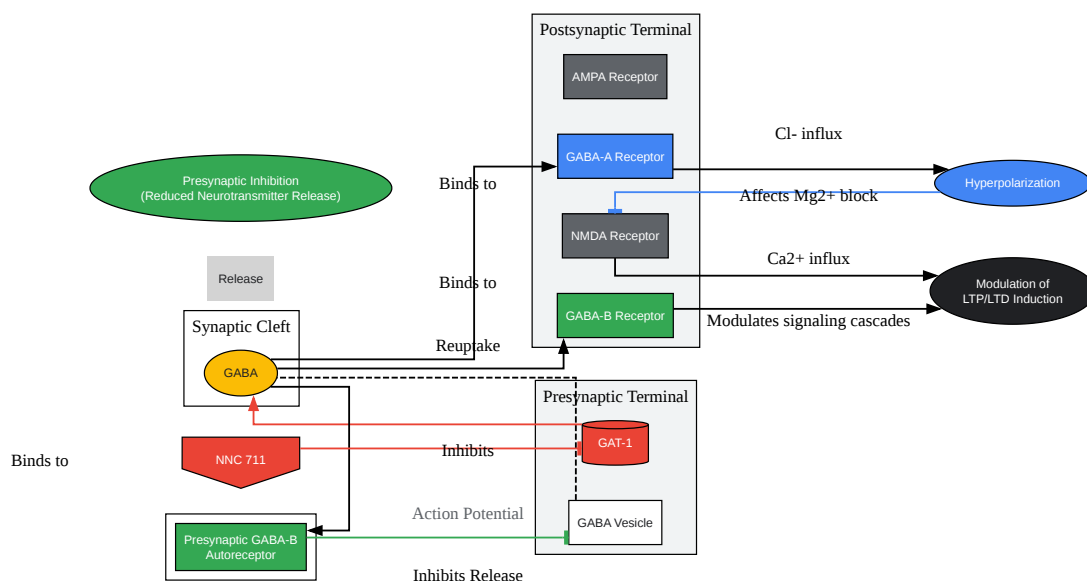 Postsynaptic Terminal
AMPA Receptor
Cl- influx
GABA-A Receptor
Presynaptic Inhibition
(Reduced Neurotransmitter Release)
Binds to
Hyperpolarization
Affects Mg2+ block
NMDA Receptor
Ca2+ influx
Release
Binds to
Modulation of
LTP/LTD Induction
GABA-B Receptor
Modulates signaling cascades
Synaptic Cleft
Reuptake
GABA
Presynaptic Terminal
GAT-1
Inhibits
Binds to
NNC 711
Action Potential
GABA Vesicle
Presynaptic GABA-B
Autoreceptor
Inhibits Release